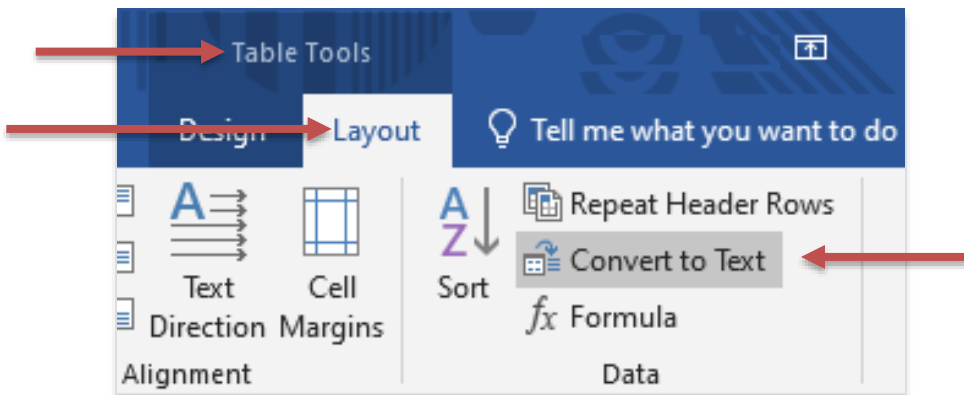 Table Tools
Design Layout Tell me what you want to do
Repeat Header Rows
Convert to Text
Text Direction
Cell Margins
Sort
fx Formula
Alignment
Data